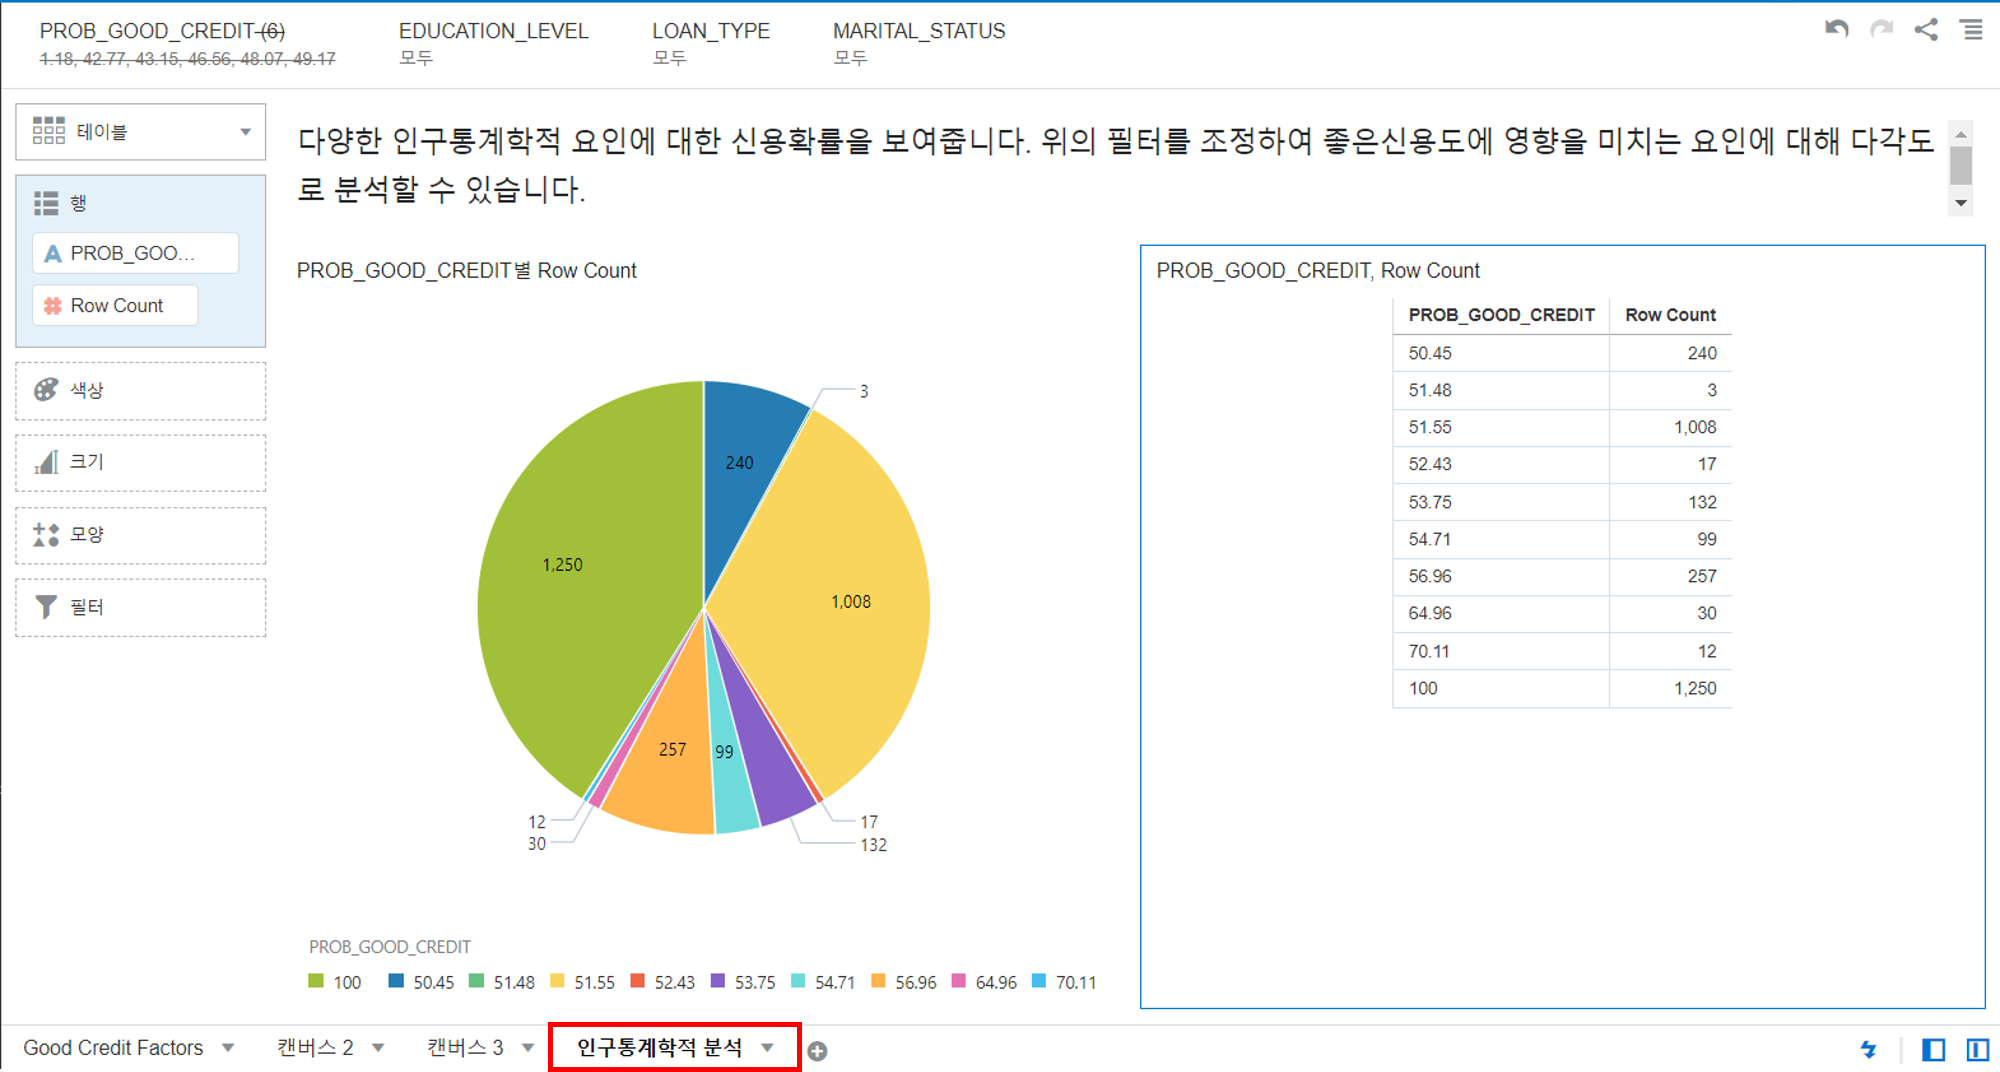 PROB_GOOD_CREDIT (6)
1.18, 42.77, 43.15, 46.56, 48.07, 49.17
EDUCATION_LEVEL
모두
LOAN_TYPE
모두
MARITAL_STATUS
모두
테이블
행
A PROB_GOO...
# Row Count
색상
크기
모양
필터
다양한 인구통계학적 요인에 대한 신용확률을 보여줍니다. 위의 필터를 조정하여 좋은신용도에 영향을 미치는 요인에 대해 다각도
로 분석할 수 있습니다.
PROB_GOOD_CREDIT별 Row Count
3
240
1,250
1,008
257
99
12
30
17
132
PROB_GOOD_CREDIT
100 50.45 51.48 51.55 52.43 53.75 54.71 56.96 64.96 70.11
PROB_GOOD_CREDIT, Row Count
PROB_GOOD_CREDIT Row Count
50.45 240
51.48 3
51.55 1,008
52.43 17
53.75 132
54.71 99
56.96 257
64.96 30
70.11 12
100 1,250
Good Credit Factors 캔버스 2 캔버스 3 인구통계학적 분석